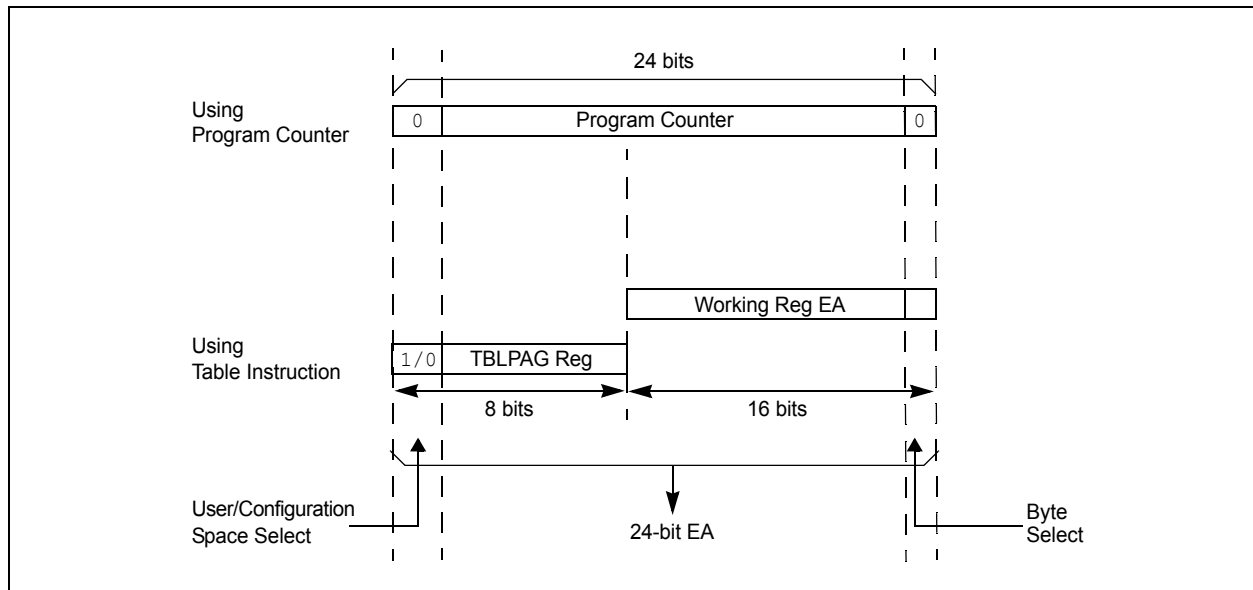 24 bits
Using
Program Counter
0
Program Counter
0
Working Reg EA
Using
Table Instruction
1/0
TBLPAG Reg
8 bits
16 bits
User/Configuration
Space Select
24-bit EA
Byte
Select